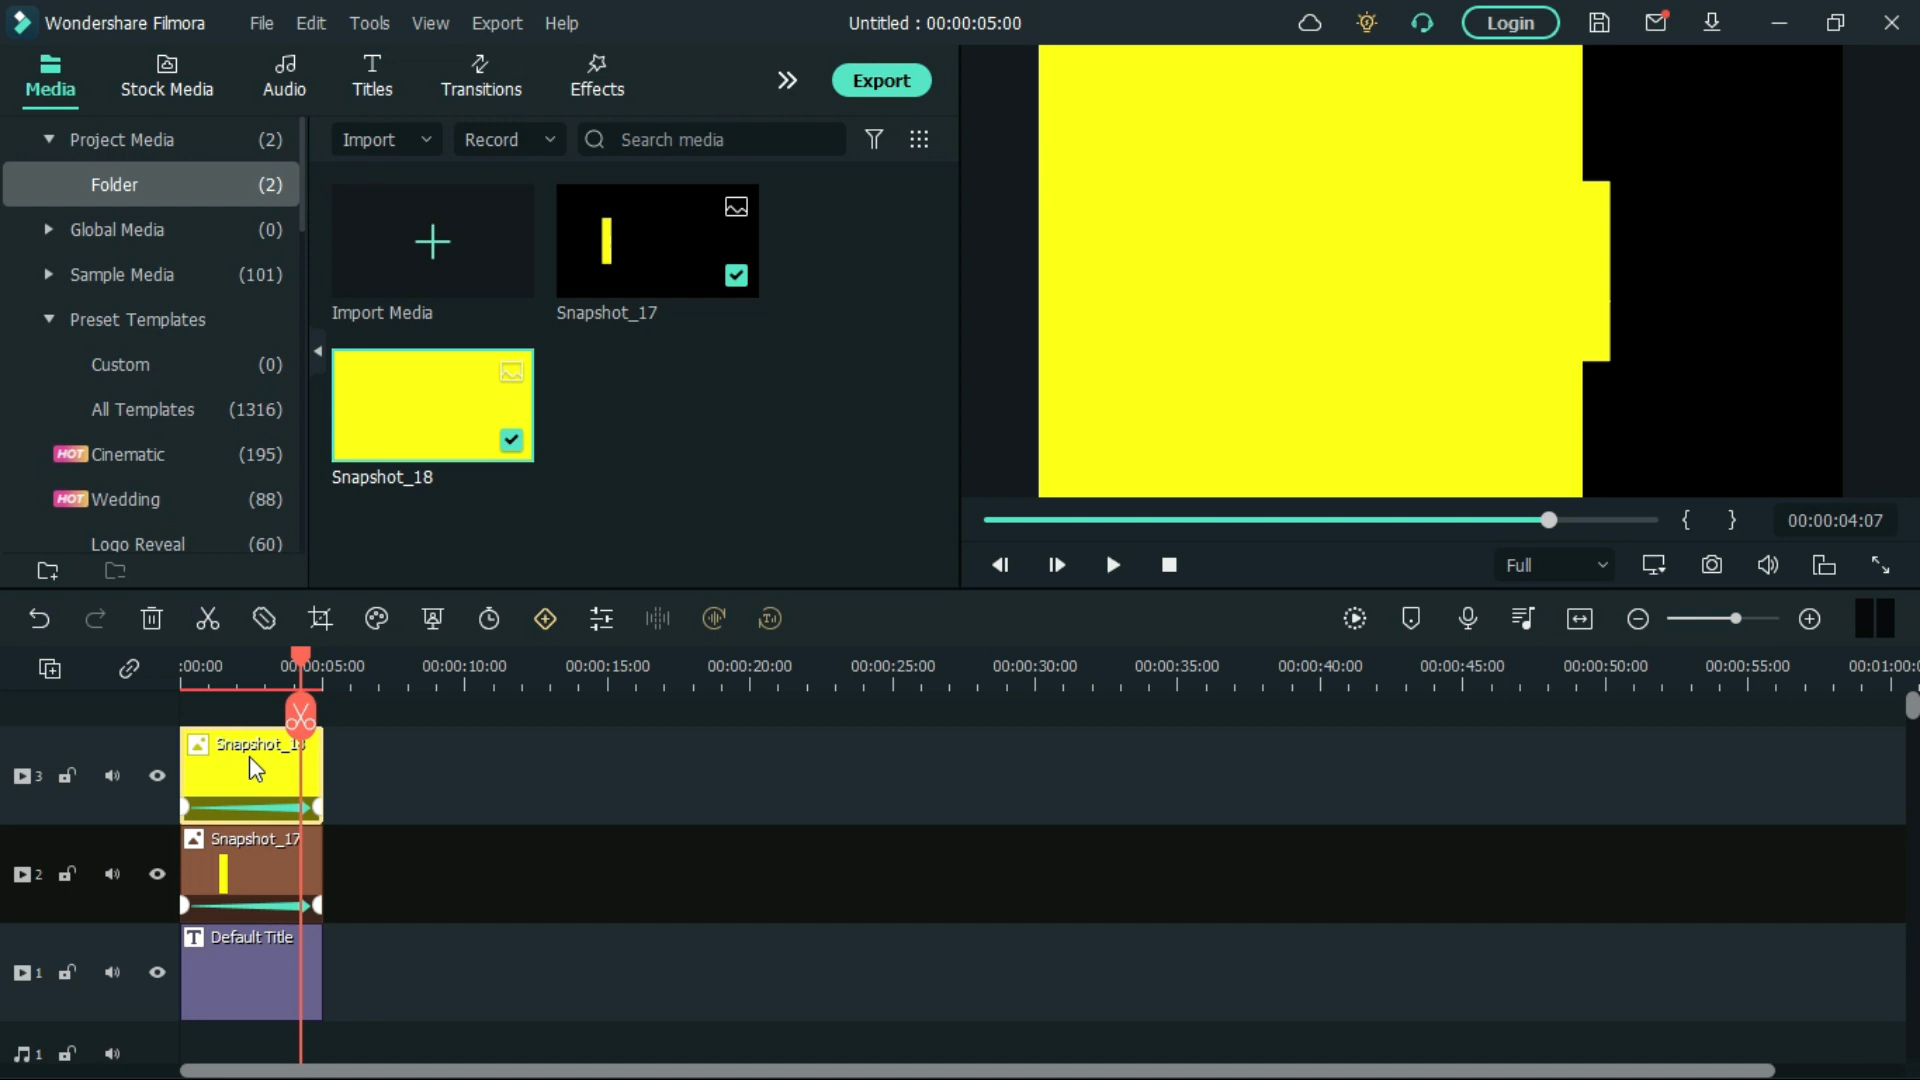 Wondershare Filmora File Edit Tools View Export Help Untitled : 00:00:05:00 Login
Media Stock Media Audio Titles Transitions Effects Export
Project Media (2)
Folder (2)
Global Media (0)
Sample Media (101)
Preset Templates
Custom (0)
All Templates (1316)
HOT Cinematic (195)
HOT Wedding (88)
Logo Reveal (60)
Import Record Search media
Import Media Snapshot_17
Snapshot_18
{ } 00:00:04:07
Full
:00:00 00:00:05:00 00:00:10:00 00:00:15:00 00:00:20:00 00:00:25:00 00:00:30:00 00:00:35:00 00:00:40:00 00:00:45:00 00:00:50:00 00:00:55:00 00:01:00:0
3 Snapshot_18
2 Snapshot_17
1 T Default Title
1